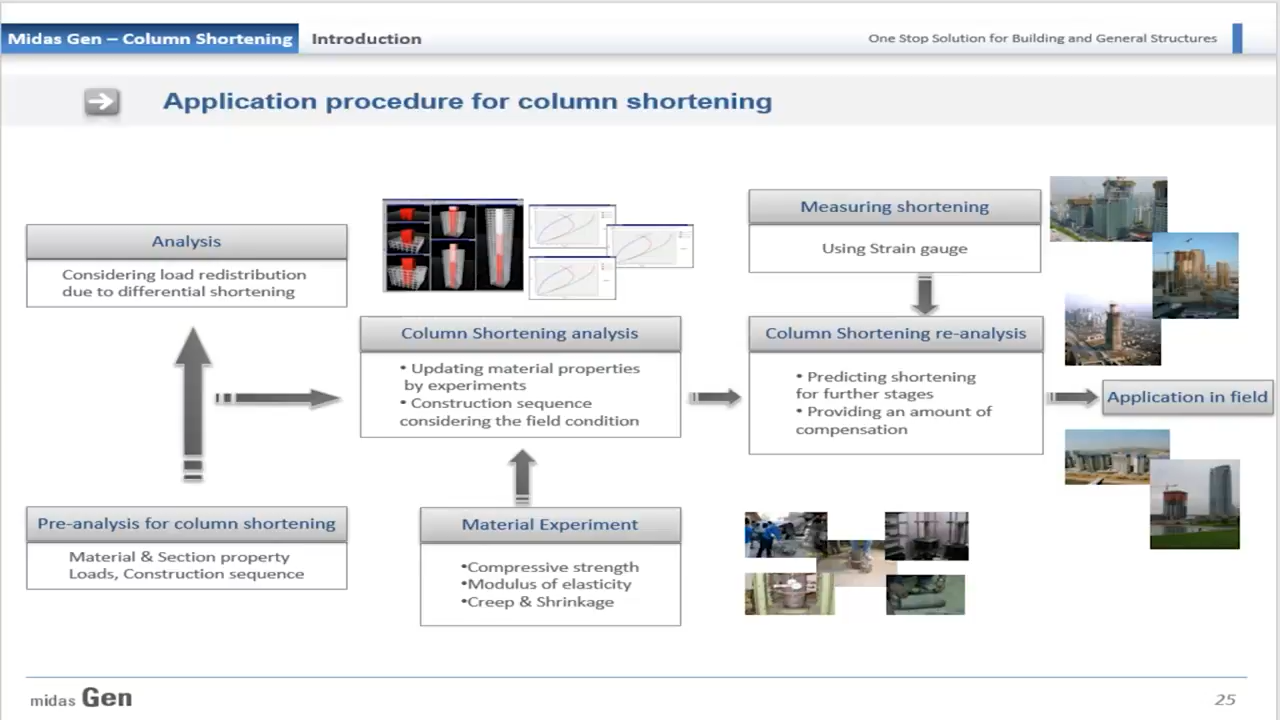 Midas Gen – Column Shortening
Introduction
One Stop Solution for Building and General Structures
Application procedure for column shortening
Analysis
Considering load redistribution
due to differential shortening
Pre-analysis for column shortening
Material & Section property
Loads, Construction sequence
Column Shortening analysis
• Updating material properties
by experiments
• Construction sequence
considering the field condition
Material Experiment
•Compressive strength
•Modulus of elasticity
•Creep & Shrinkage
Measuring shortening
Using Strain gauge
Column Shortening re-analysis
• Predicting shortening
for further stages
• Providing an amount of
compensation
Application in field
midas Gen
25